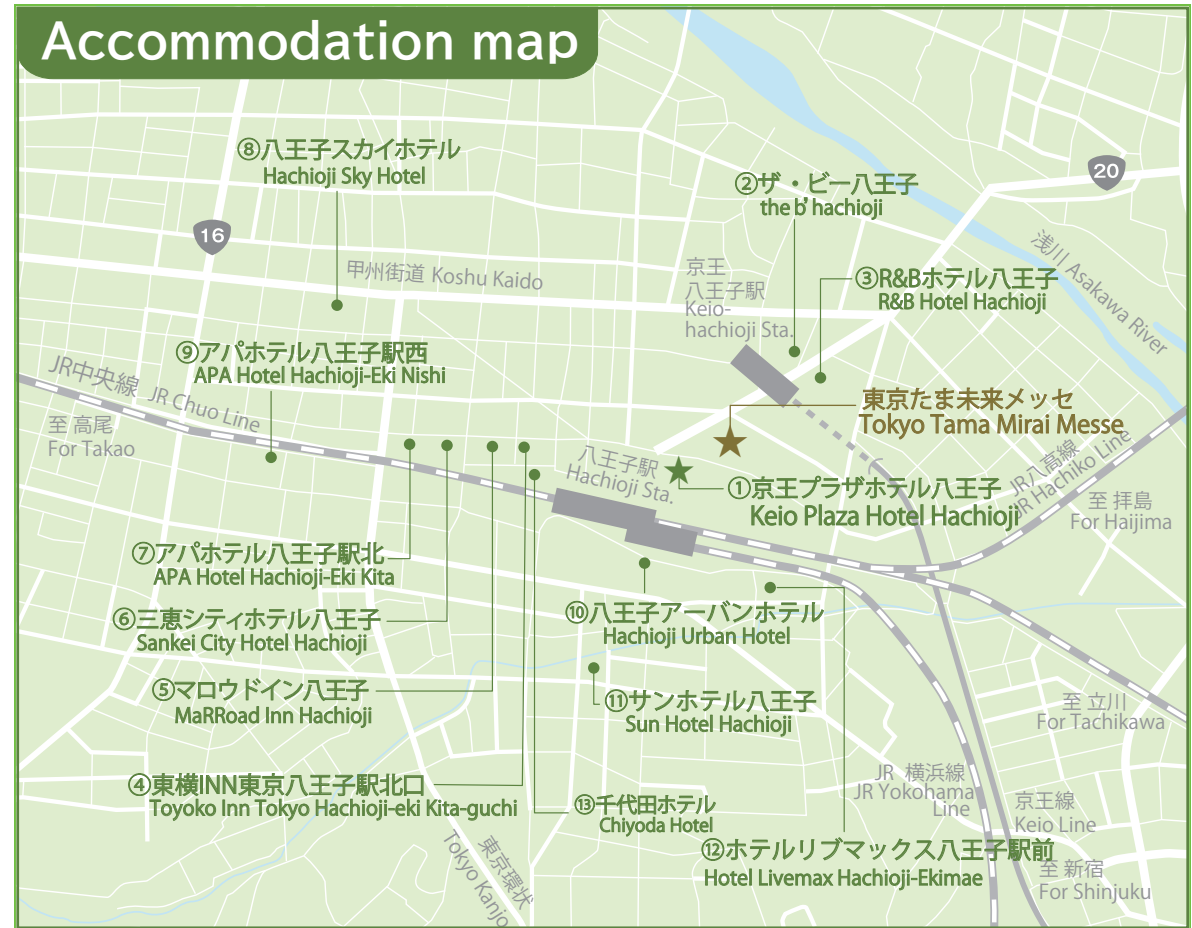 Accommodation map
⑧八王子スカイホテル
Hachioji Sky Hotel
②ザ・ビー八王子
the b' hachioji
20
16
浅川 Asakawa River
甲州街道 Koshu Kaido
京王
八王子駅
Keio-
hachioji Sta.
③R&Bホテル八王子
R&B Hotel Hachioji
⑨アパホテル八王子駅西
APA Hotel Hachioji-Eki Nishi
JR中央線 JR Chuo Line
至 高尾
For Takao
東京たま未来メッセ
Tokyo Tama Mirai Messe
八王子駅
Hachioji Sta.
JR八高線
JR Hachiko Line
①京王プラザホテル八王子
Keio Plaza Hotel Hachioji
至 拝島
For Haijima
⑦アパホテル八王子駅北
APA Hotel Hachioji-Eki Kita
⑥三恵シティホテル八王子
Sankei City Hotel Hachioji
⑩八王子アーバンホテル
Hachioji Urban Hotel
⑤マロウドイン八王子
MaRRoad Inn Hachioji
⑪サンホテル八王子
Sun Hotel Hachioji
至 立川
For Tachikawa
④東横INN東京八王子駅北口
Toyoko Inn Tokyo Hachioji-eki Kita-guchi
⑬千代田ホテル
Chiyoda Hotel
JR 横浜線
JR Yokohama
Line
京王線
Keio Line
⑫ホテルリブマックス八王子駅前
Hotel Livemax Hachioji-Ekimae
至 新宿
For Shinjuku
東京環状
Tokyo Kanjo